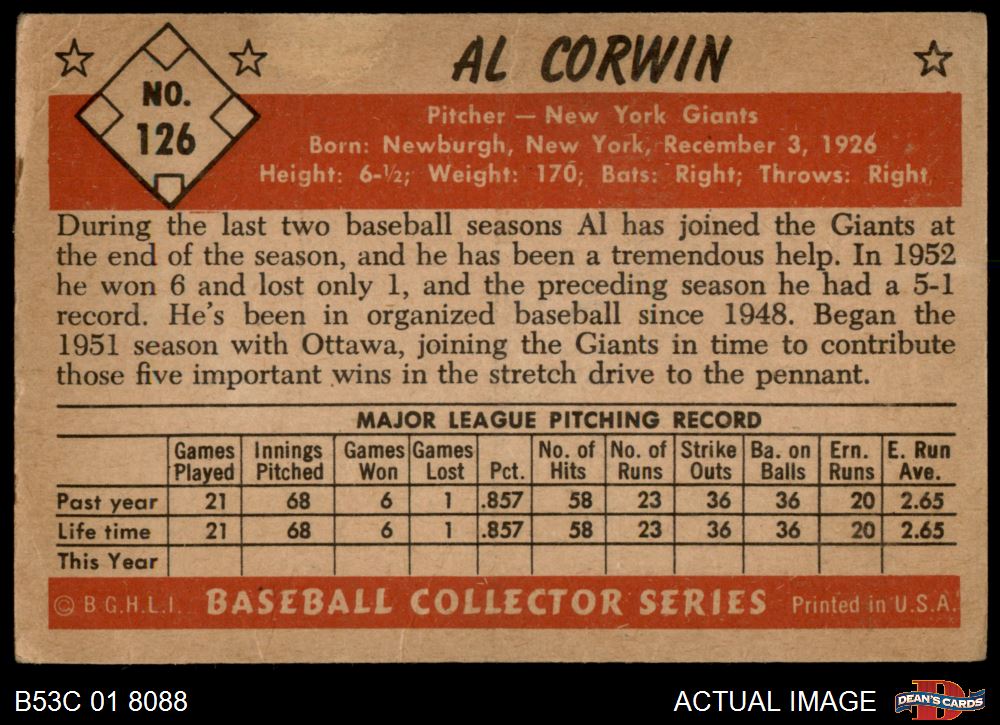 NO.
126
AL CORWIN
Pitcher — New York Giants
Born: Newburgh, New York, Recember 3, 1926
Height: 6-½; Weight: 170; Bats: Right; Throws: Right
During the last two baseball seasons Al has joined the Giants at
the end of the season, and he has been a tremendous help. In 1952
he won 6 and lost only 1, and the preceding season he had a 5-1
record. He's been in organized baseball since 1948. Began the
1951 season with Ottawa, joining the Giants in time to contribute
those five important wins in the stretch drive to the pennant.
MAJOR LEAGUE PITCHING RECORD
Games Played Innings Pitched Games Won Games Lost Pct. No. of Hits No. of Runs Strike Outs Ba. on Balls Ern. Runs E. Run Ave.
Past year 21 68 6 1 .857 58 23 36 36 20 2.65
Life time 21 68 6 1 .857 58 23 36 36 20 2.65
This Year
© B.G.H.L.I. BASEBALL COLLECTOR SERIES Printed in U.S.A.
B53C 01 8088
ACTUAL IMAGE
D
DEAN'S CARDS